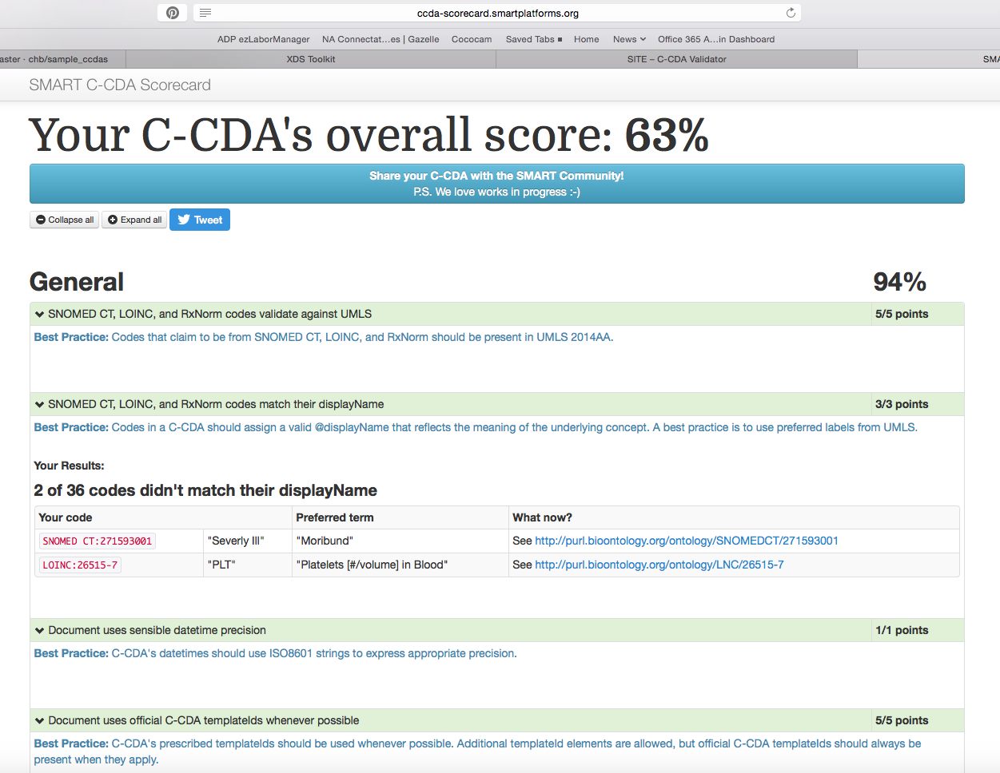 ccda-scorecard.smartplatforms.org
ADP ezLaborManager NA Connectat...es | Gazelle Cococam Saved Tabs Home News Office 365 A...in Dashboard
aster · chb/sample_ccdas XDS Toolkit SITE – C-CDA Validator SMA
SMART C-CDA Scorecard
Your C-CDA's overall score: 63%
Share your C-CDA with the SMART Community!
P.S. We love works in progress :-)
Collapse all Expand all Tweet
General 94%
SNOMED CT, LOINC, and RxNorm codes validate against UMLS 5/5 points
Best Practice: Codes that claim to be from SNOMED CT, LOINC, and RxNorm should be present in UMLS 2014AA.
SNOMED CT, LOINC, and RxNorm codes match their displayName 3/3 points
Best Practice: Codes in a C-CDA should assign a valid @displayName that reflects the meaning of the underlying concept. A best practice is to use preferred labels from UMLS.
Your Results:
2 of 36 codes didn't match their displayName
Your code Preferred term What now?
SNOMED CT:271593001 "Severly Ill" "Moribund" See http://purl.bioontology.org/ontology/SNOMEDCT/271593001
LOINC:26515-7 "PLT" "Platelets [#/volume] in Blood" See http://purl.bioontology.org/ontology/LNC/26515-7
Document uses sensible datetime precision 1/1 points
Best Practice: C-CDA's datetimes should use ISO8601 strings to express appropriate precision.
Document uses official C-CDA templateIds whenever possible 5/5 points
Best Practice: C-CDA's prescribed templateIds should be used whenever possible. Additional templateId elements are allowed, but official C-CDA templateIds should always be
present when they apply.